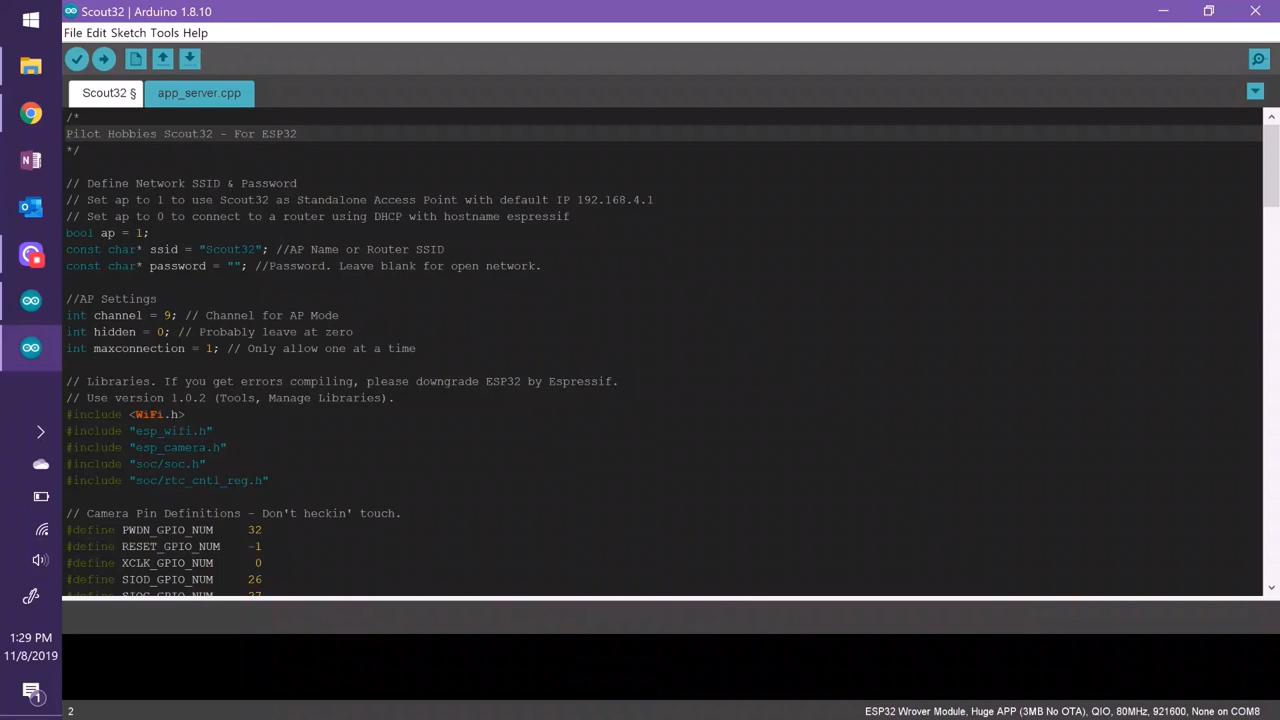 Scout32 | Arduino 1.8.10
File Edit Sketch Tools Help
Scout32 § app_server.cpp
/*
Pilot Hobbies Scout32 - For ESP32
*/
// Define Network SSID & Password
// Set ap to 1 to use Scout32 as Standalone Access Point with default IP 192.168.4.1
// Set ap to 0 to connect to a router using DHCP with hostname espressif
bool ap = 1;
const char* ssid = "Scout32"; //AP Name or Router SSID
const char* password = ""; //Password. Leave blank for open network.
//AP Settings
int channel = 9; // Channel for AP Mode
int hidden = 0; // Probably leave at zero
int maxconnection = 1; // Only allow one at a time
// Libraries. If you get errors compiling, please downgrade ESP32 by Espressif.
// Use version 1.0.2 (Tools, Manage Libraries).
#include <WiFi.h>
#include "esp_wifi.h"
#include "esp_camera.h"
#include "soc/soc.h"
#include "soc/rtc_cntl_reg.h"
// Camera Pin Definitions - Don't heckin' touch.
#define PWDN_GPIO_NUM 32
#define RESET_GPIO_NUM -1
#define XCLK_GPIO_NUM 0
#define SIOD_GPIO_NUM 26
#define SIOC_GPIO_NUM 27
1:29 PM
11/8/2019
1
2
ESP32 Wrover Module, Huge APP (3MB No OTA), QIO, 80MHz, 921600, None on COM8